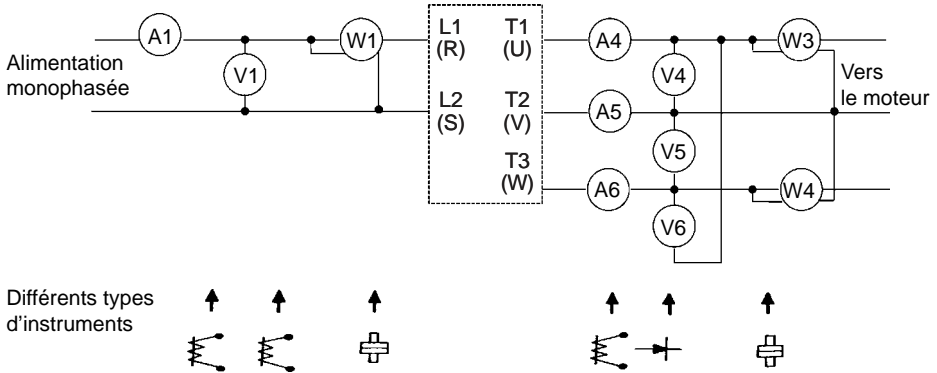 A1
V1
W1
L1
(R)
L2
(S)
T1
(U)
T2
(V)
T3
(W)
A4
A5
A6
V4
V5
V6
W3
W4
Alimentation
monophasée
Vers
le moteur
Différents types
d'instruments